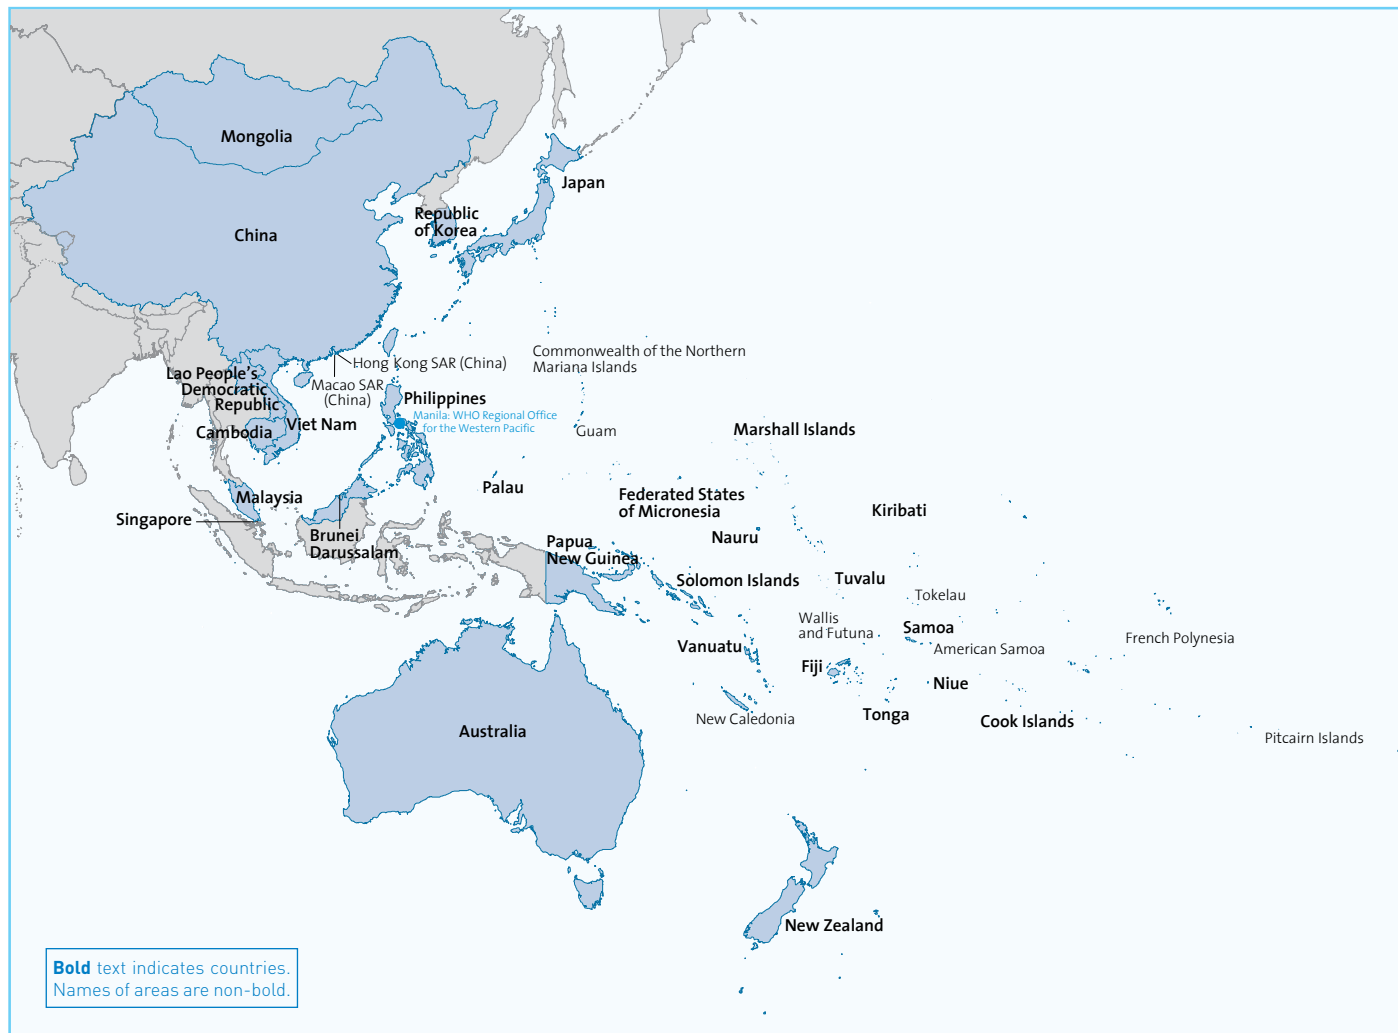 Mongolia
Japan
Republic
of Korea
China
Hong Kong SAR (China)
Macao SAR
(China)
Commonwealth of the Northern
Mariana Islands
Lao People's
Democratic
Republic
Philippines
Manila: WHO Regional Office
for the Western Pacific
Viet Nam
Cambodia
Guam
Marshall Islands
Palau
Malaysia
Federated States
of Micronesia
Kiribati
Singapore
Brunei
Darussalam
Nauru
Papua
New Guinea
Solomon Islands
Tuvalu
Tokelau
Wallis
and Futuna
Samoa
French Polynesia
Vanuatu
American Samoa
Fiji
Niue
New Caledonia
Tonga
Cook Islands
Australia
Pitcairn Islands
New Zealand
Bold text indicates countries.
Names of areas are non-bold.